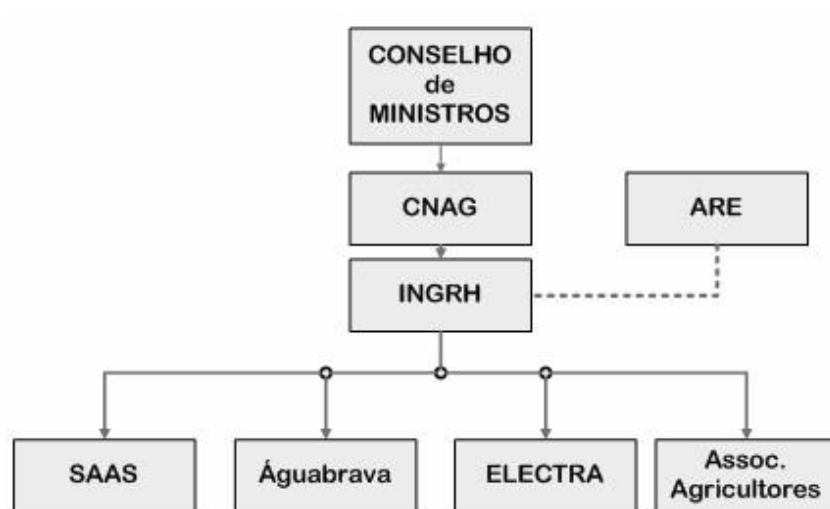 CONSELHO
de
MINISTROS
CNAG
ARE
INGRH
SAAS
Águabrava
ELECTRA
Assoc.
Agricultores